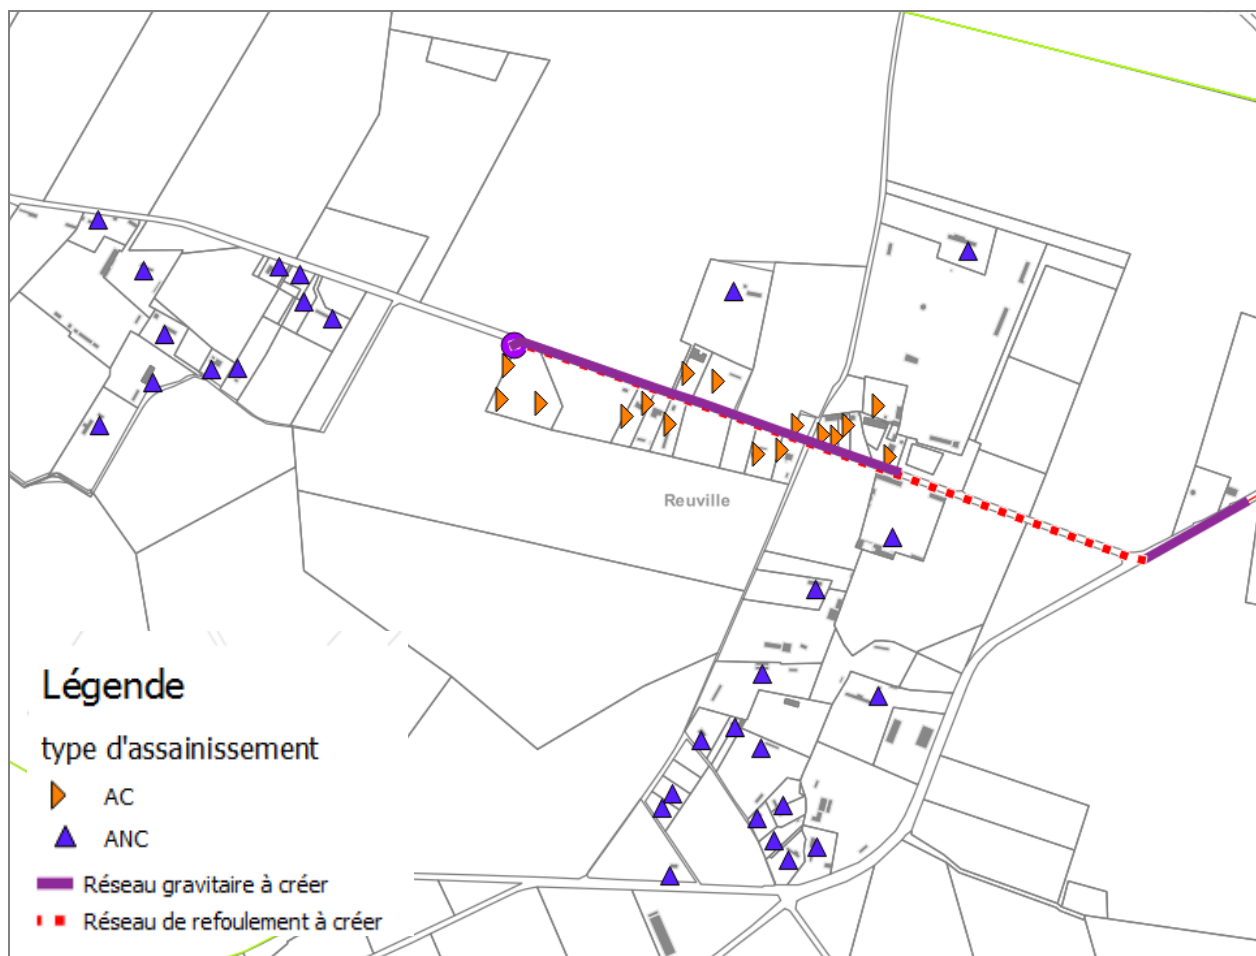 Reuville
Légende
type d'assainissement
AC
ANC
Réseau gravitaire à créer
Réseau de refoulement à créer